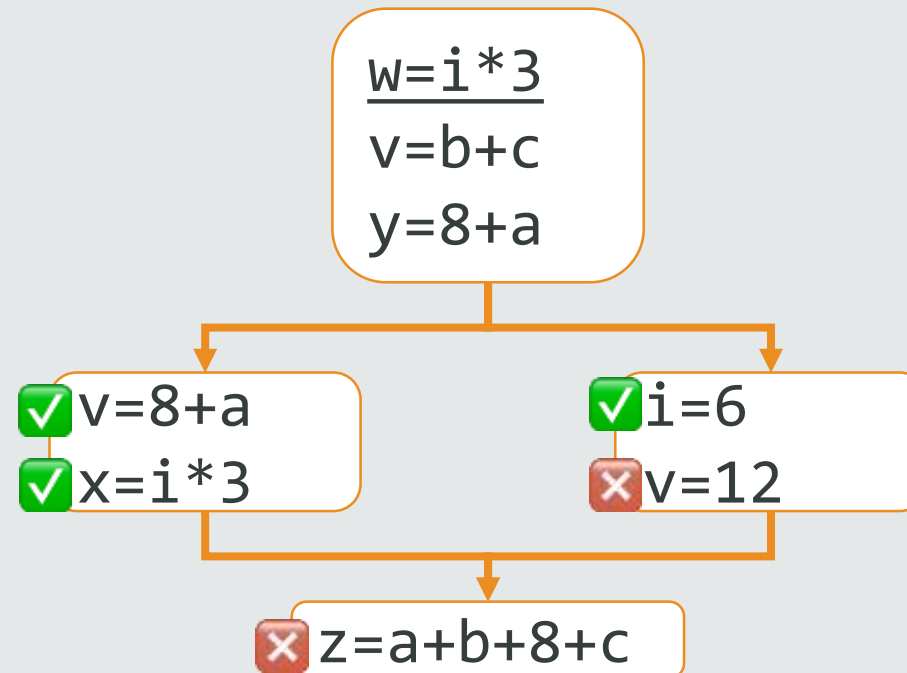 w=i*3
v=b+c
y=8+a
v=8+a
x=i*3
i=6
v=12
z=a+b+8+c